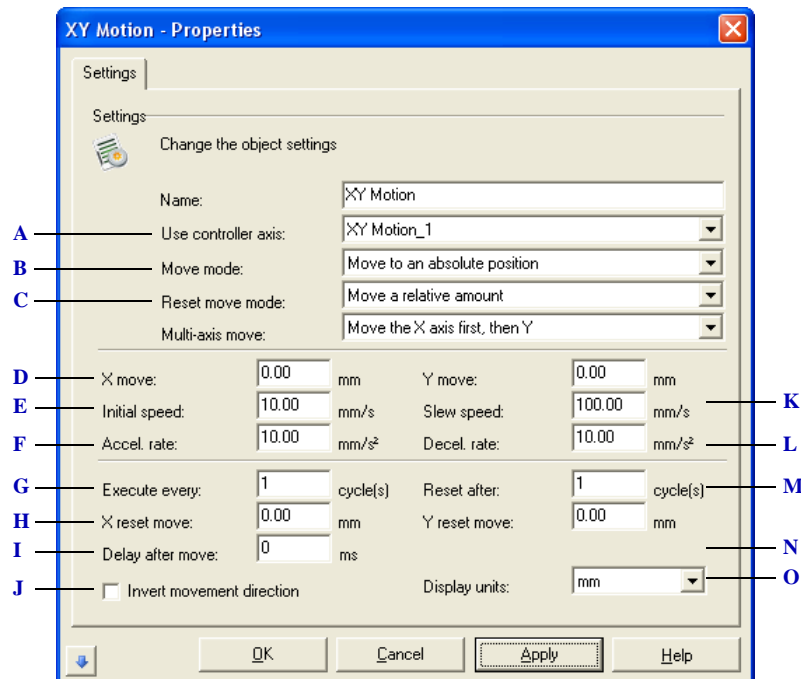 XY Motion - Properties
Settings
Settings
Change the object settings
Name: XY Motion
A Use controller axis: XY Motion_1
B Move mode: Move to an absolute position
C Reset move mode: Move a relative amount
Multi-axis move: Move the X axis first, then Y
D X move: 0.00 mm Y move: 0.00 mm
E Initial speed: 10.00 mm/s Slew speed: 100.00 mm/s K
F Accel. rate: 10.00 mm/s² Decel. rate: 10.00 mm/s² L
G Execute every: 1 cycle(s) Reset after: 1 cycle(s) M
H X reset move: 0.00 mm Y reset move: 0.00 mm
I Delay after move: 0 ms N
J Invert movement direction Display units: mm O
OK Cancel Apply Help